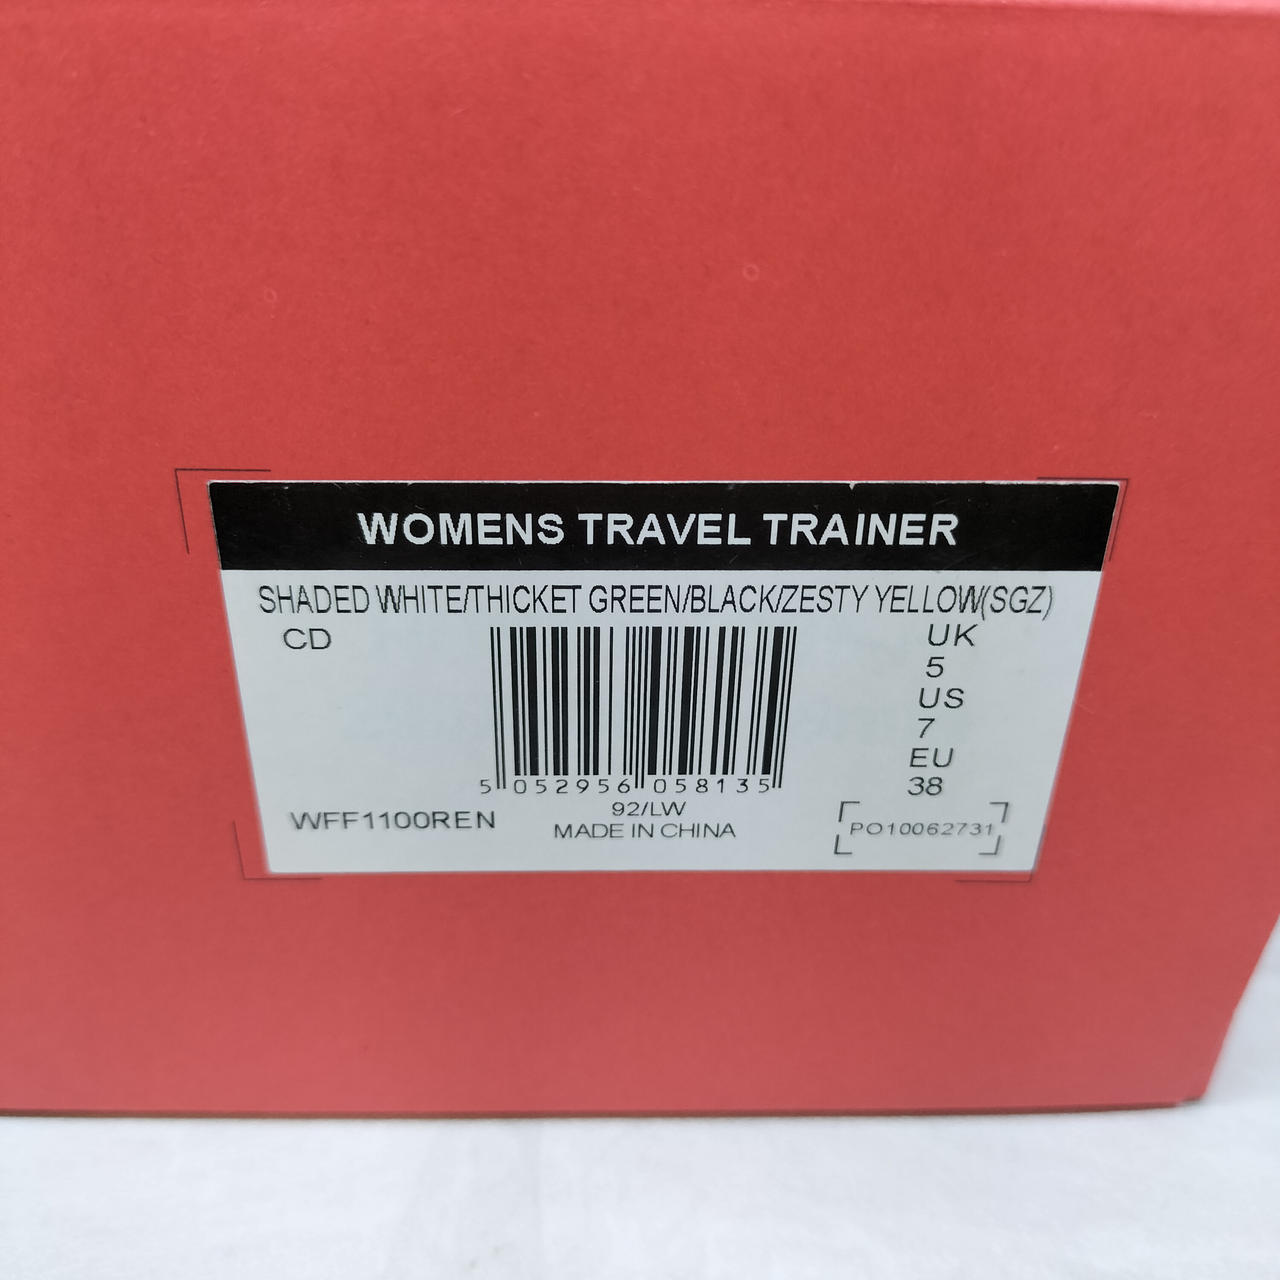 WOMENS TRAVEL TRAINER
SHADED WHITE/THICKET GREEN/BLACK/ZESTY YELLOW(SGZ)
CD
UK
5
US
7
EU
38
5 052956 058135
92/LW
MADE IN CHINA
WFF1100REN
PO10062731